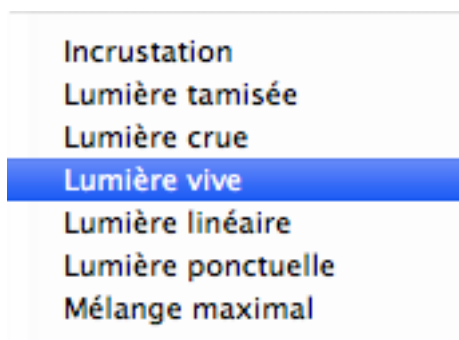 Incrustation
Lumière tamisée
Lumière crue
Lumière vive
Lumière linéaire
Lumière ponctuelle
Mélange maximal